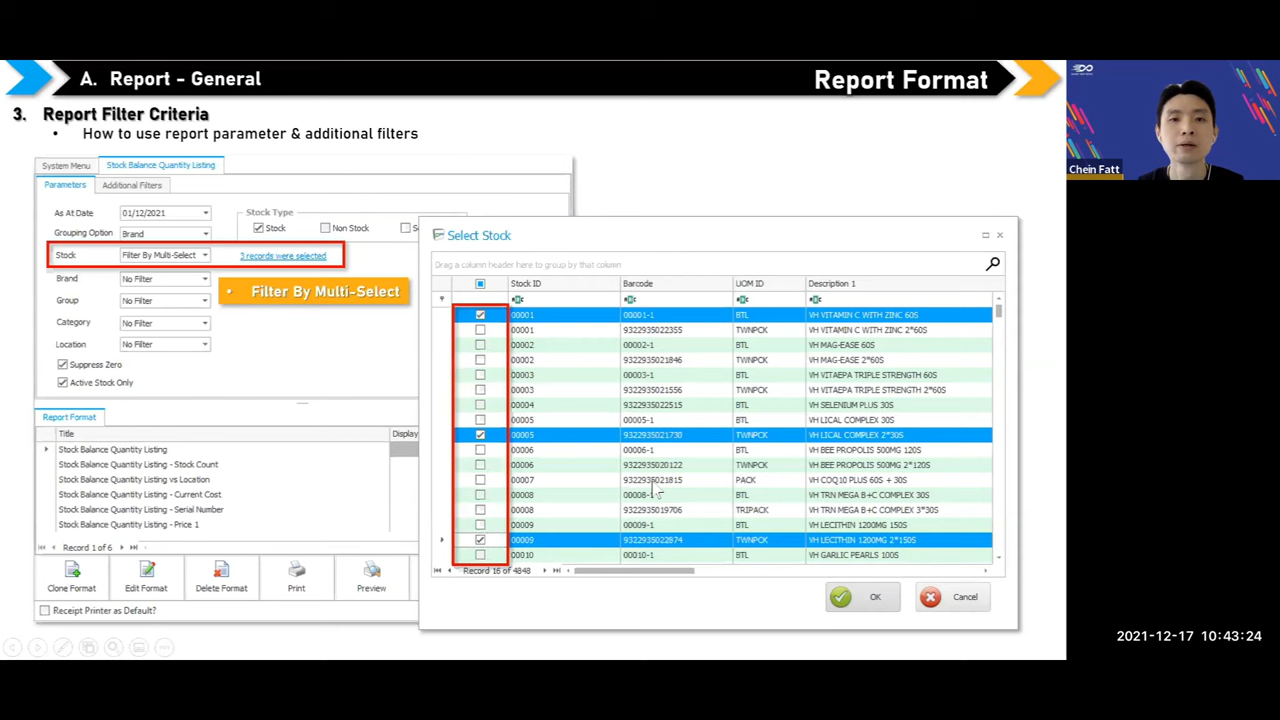 A. Report - General
Report Format
3. Report Filter Criteria
• How to use report parameter & additional filters
Chein Fatt
System Menu
Stock Balance Quantity Listing
Parameters
Additional Filters
As At Date
01/12/2021
Stock Type
Stock
Non Stock
Grouping Option
Brand
Stock
Filter By Multi-Select
3 records were selected
Brand
No Filter
• Filter By Multi-Select
Group
No Filter
Category
No Filter
Location
No Filter
Suppress Zero
Active Stock Only
Report Format
Title
Display
Stock Balance Quantity Listing
Stock Balance Quantity Listing - Stock Count
Stock Balance Quantity Listing vs Location
Stock Balance Quantity Listing - Current Cost
Stock Balance Quantity Listing - Serial Number
Stock Balance Quantity Listing - Price 1
Record 1 of 6
Clone Format
Edit Format
Delete Format
Print
Preview
Receipt Printer as Default?
Select Stock
Drag a column header here to group by that column
Stock ID Barcode UOM ID Description 1
00001 00001-1 BTL VH VITAMIN C WITH ZINC 60S
00001 9322935022355 TWNPCK VH VITAMIN C WITH ZINC 2*60S
00002 00002-1 BTL VH MAG-EASE 60S
00002 9322935021846 TWNPCK VH MAG-EASE 2*60S
00003 00003-1 BTL VH VITAEPA TRIPLE STRENGTH 60S
00003 9322935021556 TWNPCK VH VITAEPA TRIPLE STRENGTH 2*60S
00004 9322935022515 BTL VH SELENIUM PLUS 30S
00005 00005-1 BTL VH LICAL COMPLEX 30S
00005 9322935021730 TWNPCK VH LICAL COMPLEX 2*30S
00006 00006-1 BTL VH BEE PROPOLIS 500MG 120S
00006 9322935020122 TWNPCK VH BEE PROPOLIS 500MG 2*120S
00007 9322935021815 PACK VH COQ10 PLUS 60S + 30S
00008 00008-1 BTL VH TRN MEGA B+C COMPLEX 30S
00008 9322935019706 TRIPACK VH TRN MEGA B+C COMPLEX 3*30S
00009 00009-1 BTL VH LECITHIN 1200MG 150S
00009 9322935022874 TWNPCK VH LECITHIN 1200MG 2*150S
00010 00010-1 BTL VH GARLIC PEARLS 100S
Record 16 of 4848
OK
Cancel
2021-12-17 10:43:24